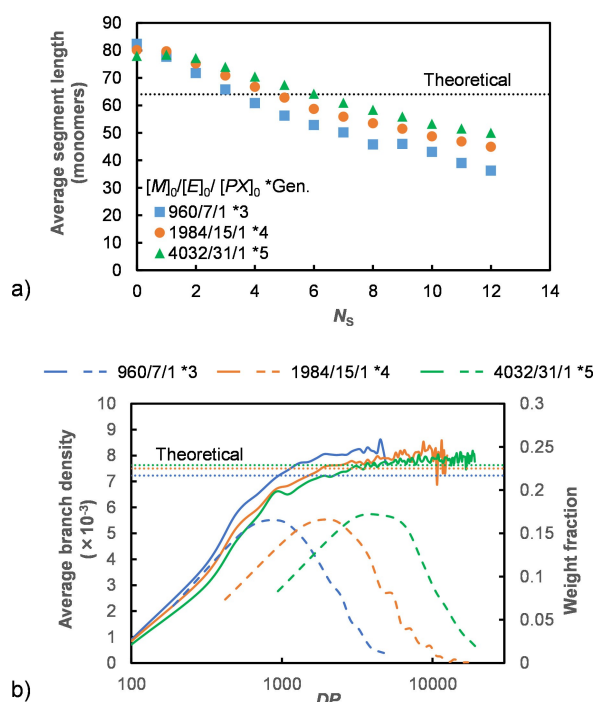 a)
Average segment length
(monomers)
90
80
70
60
50
40
30
20
10
0
Theoretical
[M]₀/[E]₀/ [PX]₀ *Gen.
960/7/1 *3
1984/15/1 *4
4032/31/1 *5
0 2 4 6 8 10 12 14
Nₛ
960/7/1 *3 1984/15/1 *4 4032/31/1 *5
b)
Average branch density
(×10⁻³)
10
9
8
7
6
5
4
3
2
1
0
Theoretical
0.3
0.25
0.2
0.15
0.1
0.05
0
Weight fraction
100 1000 10000
DP